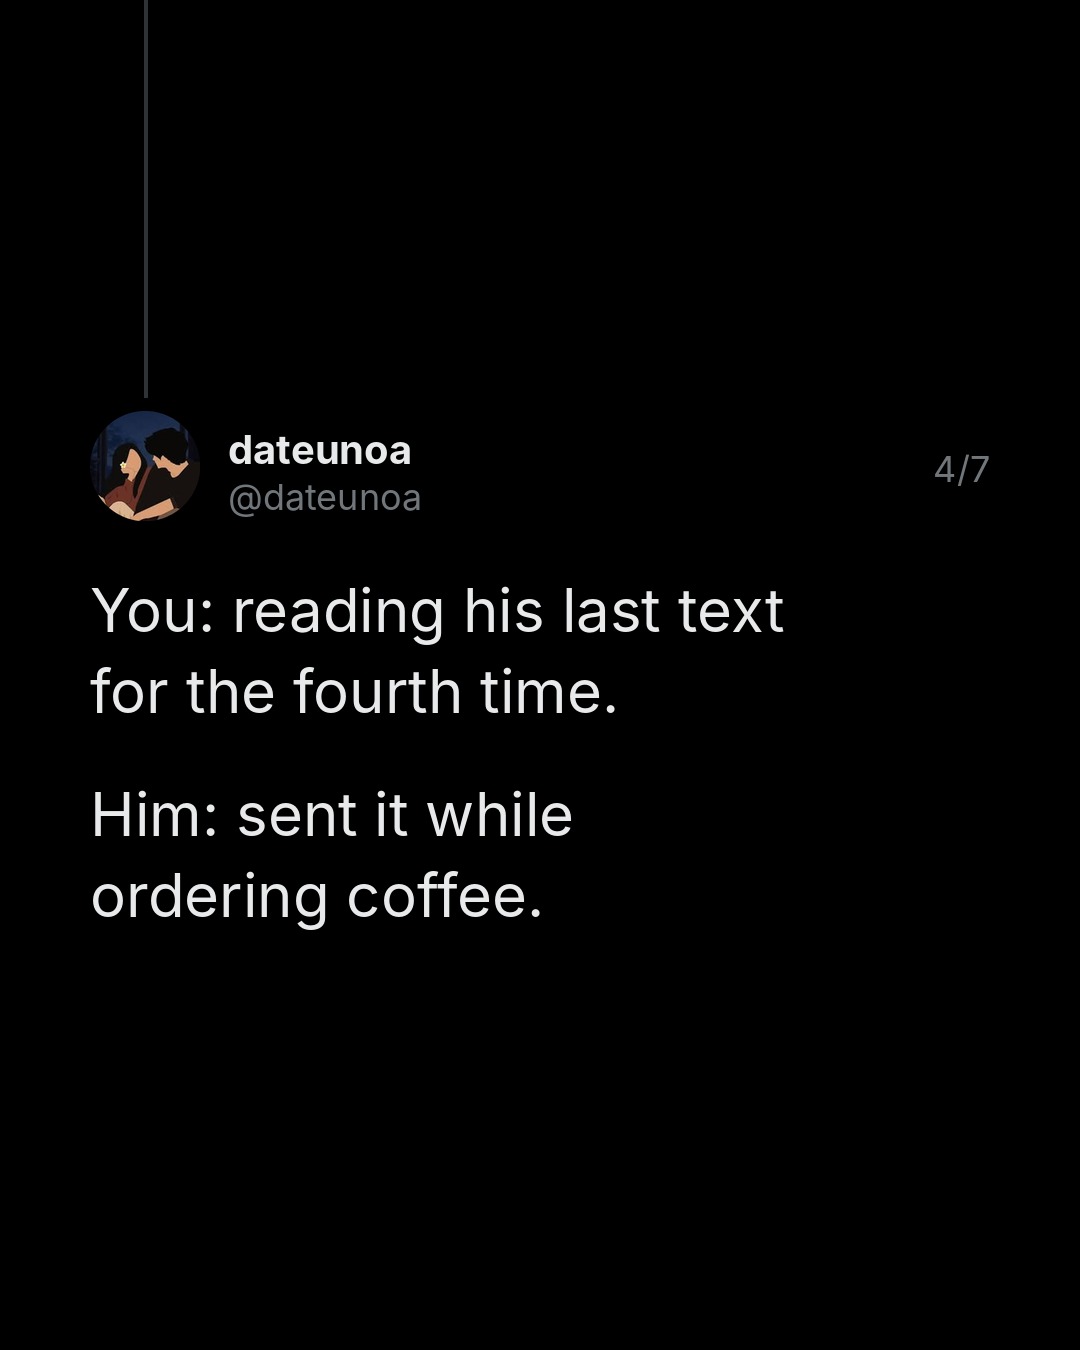 dateunoa
@dateunoa
4/7
You: reading his last text
for the fourth time.
Him: sent it while
ordering coffee.